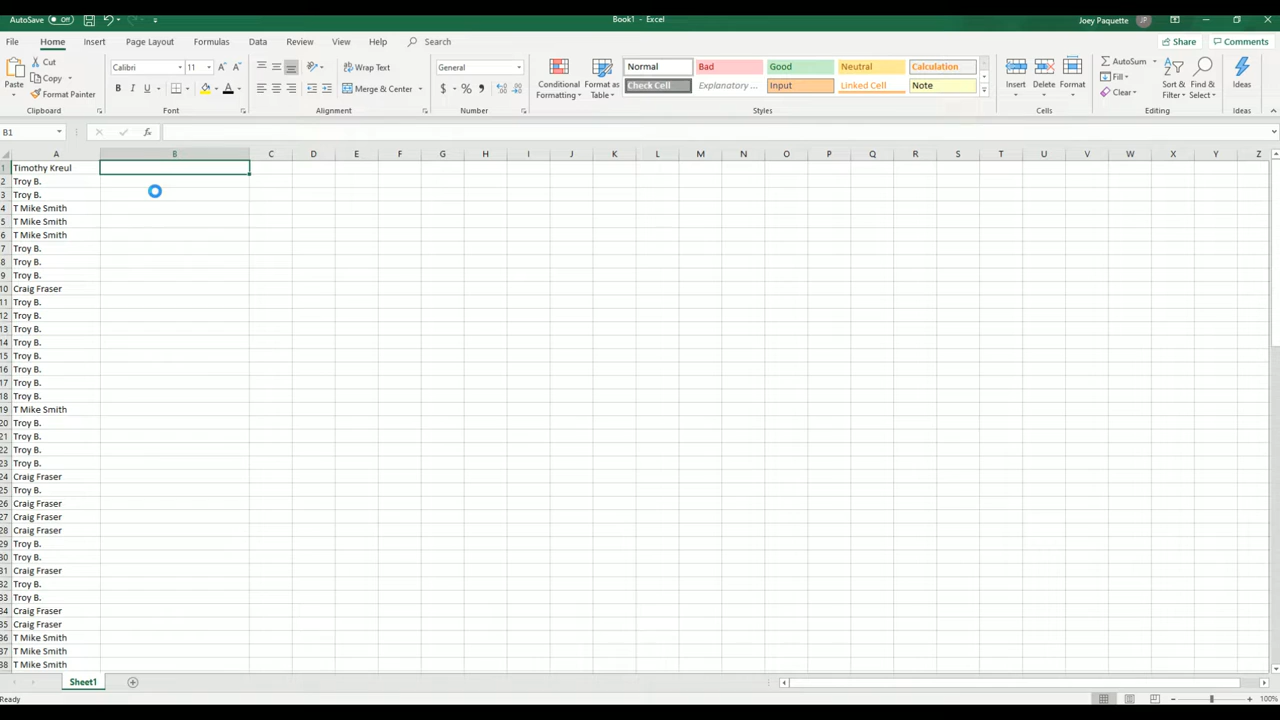 AutoSave Off Book1 - Excel Joey Paquette JP
File Home Insert Page Layout Formulas Data Review View Help Search Share Comments
Paste Cut Copy Format Painter Clipboard
Calibri 11 A A B I U A Font
Wrap Text Merge & Center Alignment
General $ % , Number
Conditional Formatting Format as Table
Normal Bad Good Neutral Calculation
Check Cell Explanatory ... Input Linked Cell Note
Styles
Insert Delete Format Cells
AutoSum Fill Clear Sort & Filter Find & Select Editing
Ideas Ideas
B1 fx
A B C D E F G H I J K L M N O P Q R S T U V W X Y Z
1 Timothy Kreul
2 Troy B.
3 Troy B.
4 T Mike Smith
5 T Mike Smith
6 T Mike Smith
7 Troy B.
8 Troy B.
9 Troy B.
10 Craig Fraser
11 Troy B.
12 Troy B.
13 Troy B.
14 Troy B.
15 Troy B.
16 Troy B.
17 Troy B.
18 Troy B.
19 T Mike Smith
20 Troy B.
21 Troy B.
22 Troy B.
23 Troy B.
24 Craig Fraser
25 Troy B.
26 Craig Fraser
27 Craig Fraser
28 Craig Fraser
29 Troy B.
30 Troy B.
31 Craig Fraser
32 Troy B.
33 Troy B.
34 Craig Fraser
35 Craig Fraser
36 T Mike Smith
37 T Mike Smith
38 T Mike Smith
Sheet1
Ready 100%